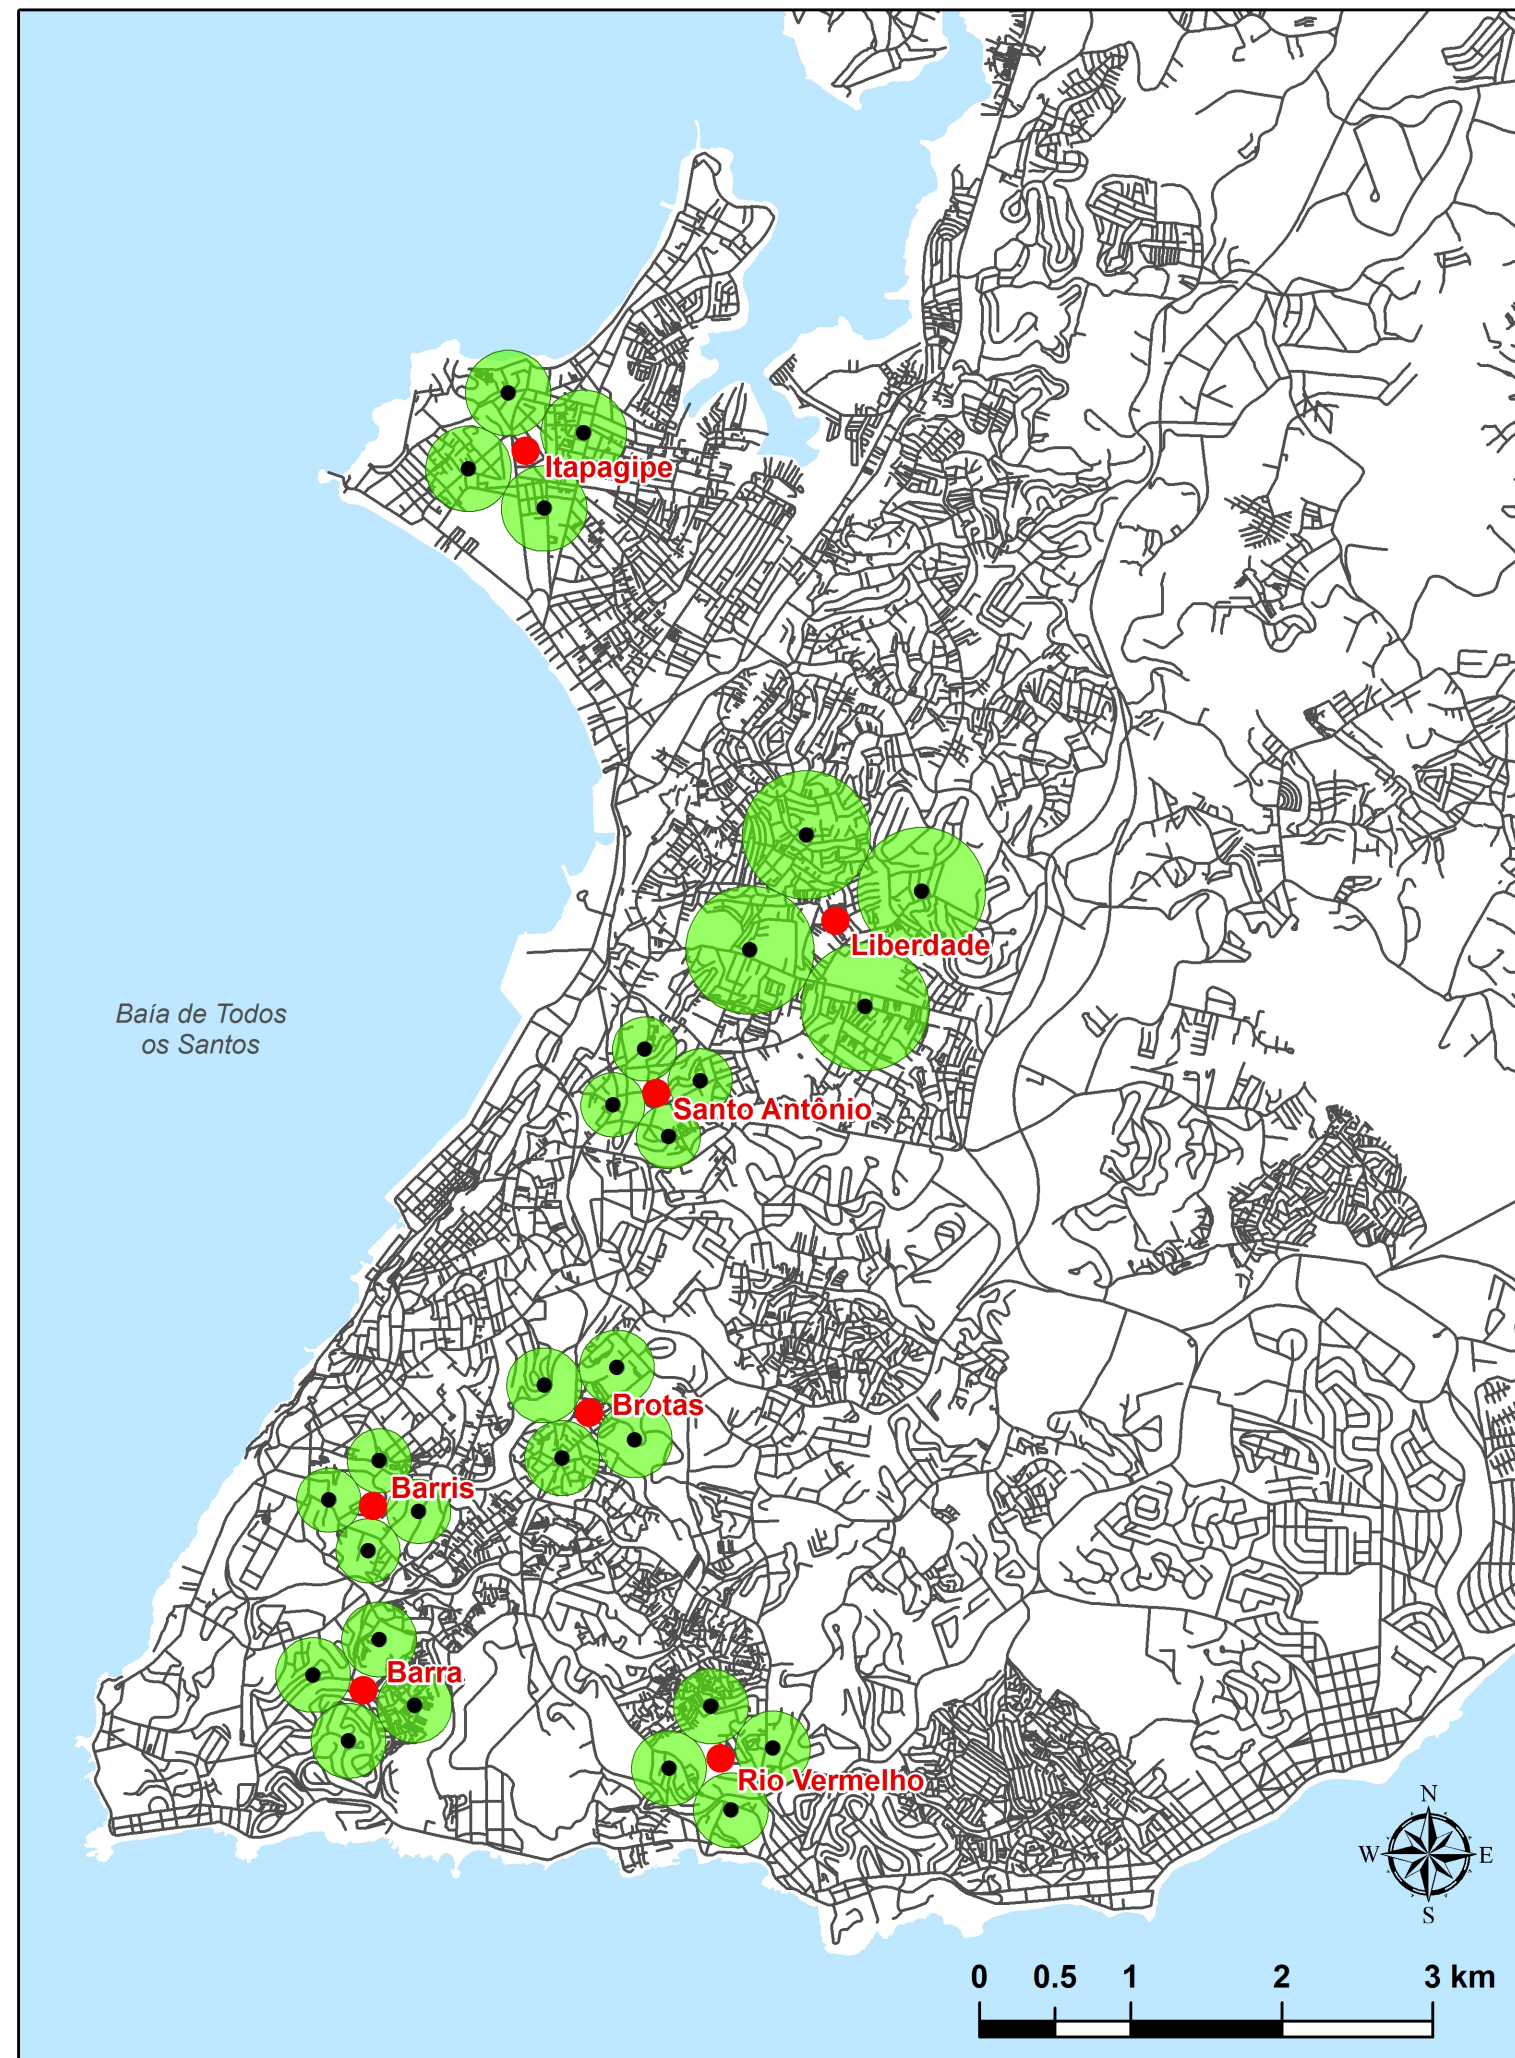 Itapagipe
Liberdade
Baía de Todos
os Santos
Santo Antônio
Brotas
Barris
Barra
Rio Vermelho
N
W E
S
0 0.5 1 2 3 km